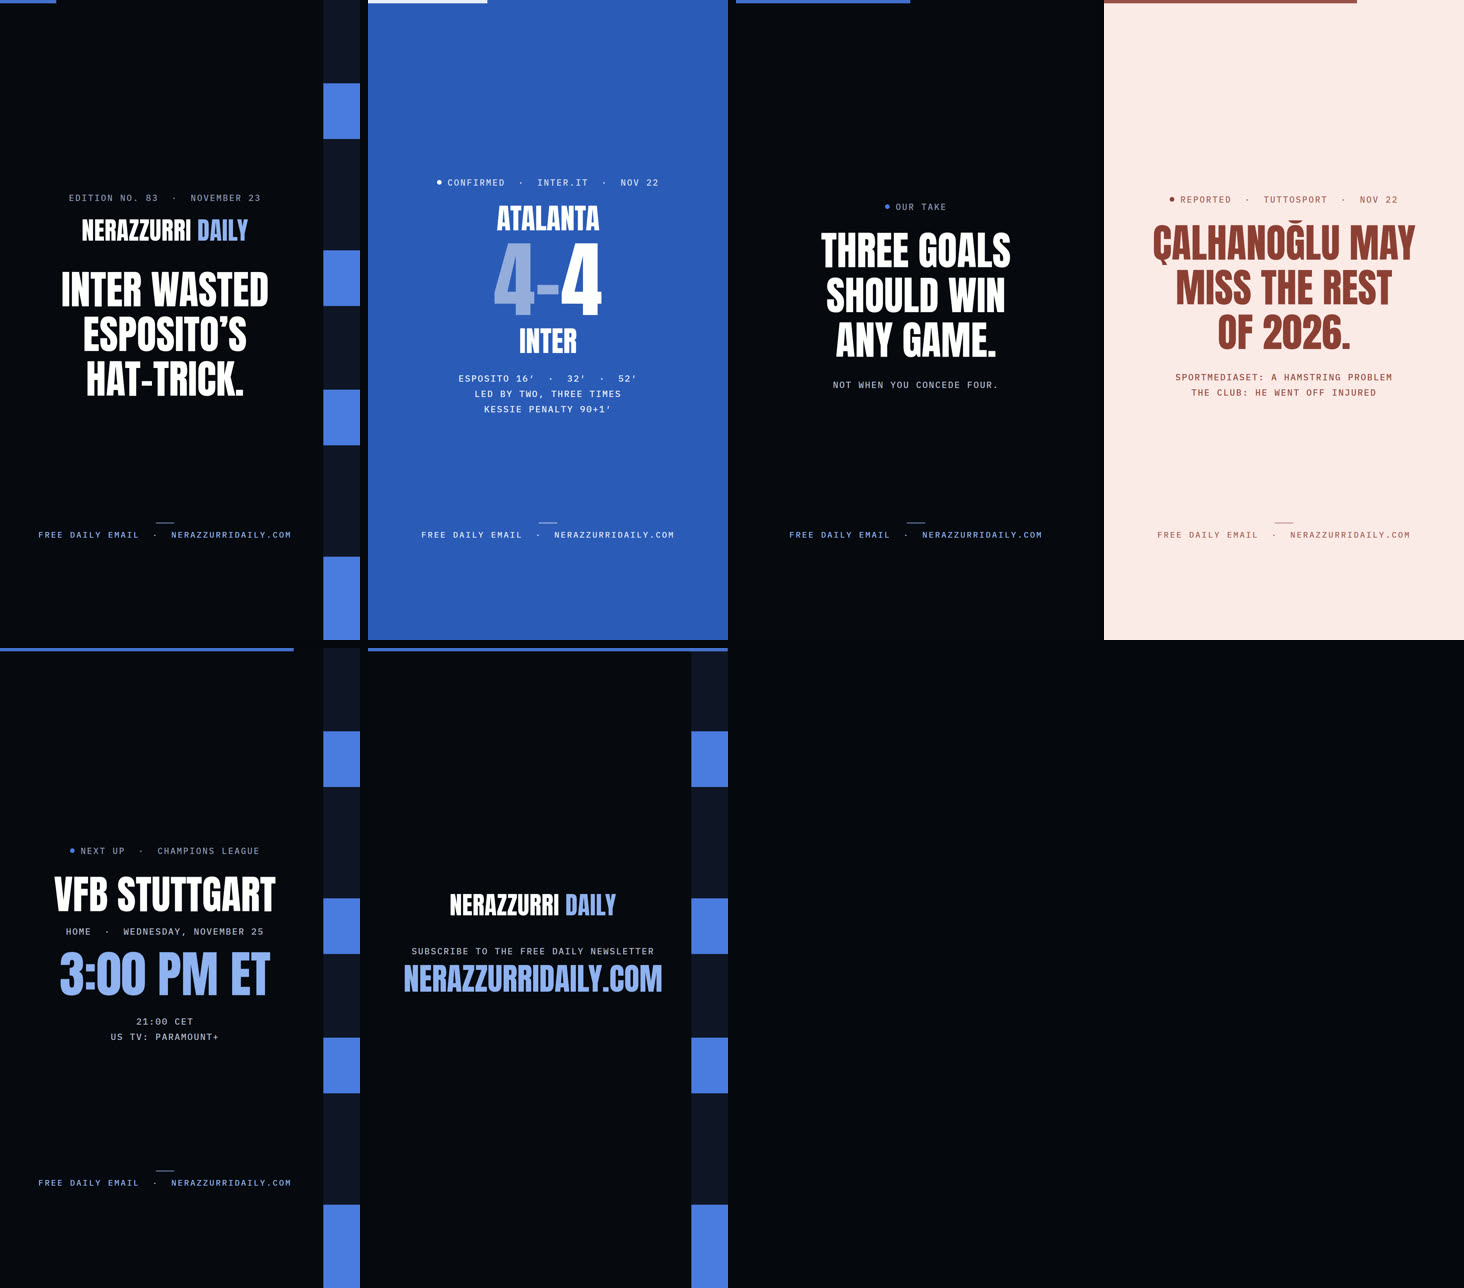 EDITION NO. 83 · NOVEMBER 23
NERAZZURRI DAILY
INTER WASTED
ESPOSITO’S
HAT-TRICK.
FREE DAILY EMAIL · NERAZZURRIDAILY.COM
CONFIRMED · INTER.IT · NOV 22
ATALANTA
4-4
INTER
ESPOSITO 16’ · 32’ · 52’
LED BY TWO, THREE TIMES
KESSIE PENALTY 90+1’
FREE DAILY EMAIL · NERAZZURRIDAILY.COM
OUR TAKE
THREE GOALS
SHOULD WIN
ANY GAME.
NOT WHEN YOU CONCEDE FOUR.
FREE DAILY EMAIL · NERAZZURRIDAILY.COM
REPORTED · TUTTOSPORT · NOV 22
ÇALHANOĞLU MAY
MISS THE REST
OF 2026.
SPORTMEDIASET: A HAMSTRING PROBLEM
THE CLUB: HE WENT OFF INJURED
FREE DAILY EMAIL · NERAZZURRIDAILY.COM
NEXT UP · CHAMPIONS LEAGUE
VFB STUTTGART
HOME · WEDNESDAY, NOVEMBER 25
3:00 PM ET
21:00 CET
US TV: PARAMOUNT+
FREE DAILY EMAIL · NERAZZURRIDAILY.COM
NERAZZURRI DAILY
SUBSCRIBE TO THE FREE DAILY NEWSLETTER
NERAZZURRIDAILY.COM